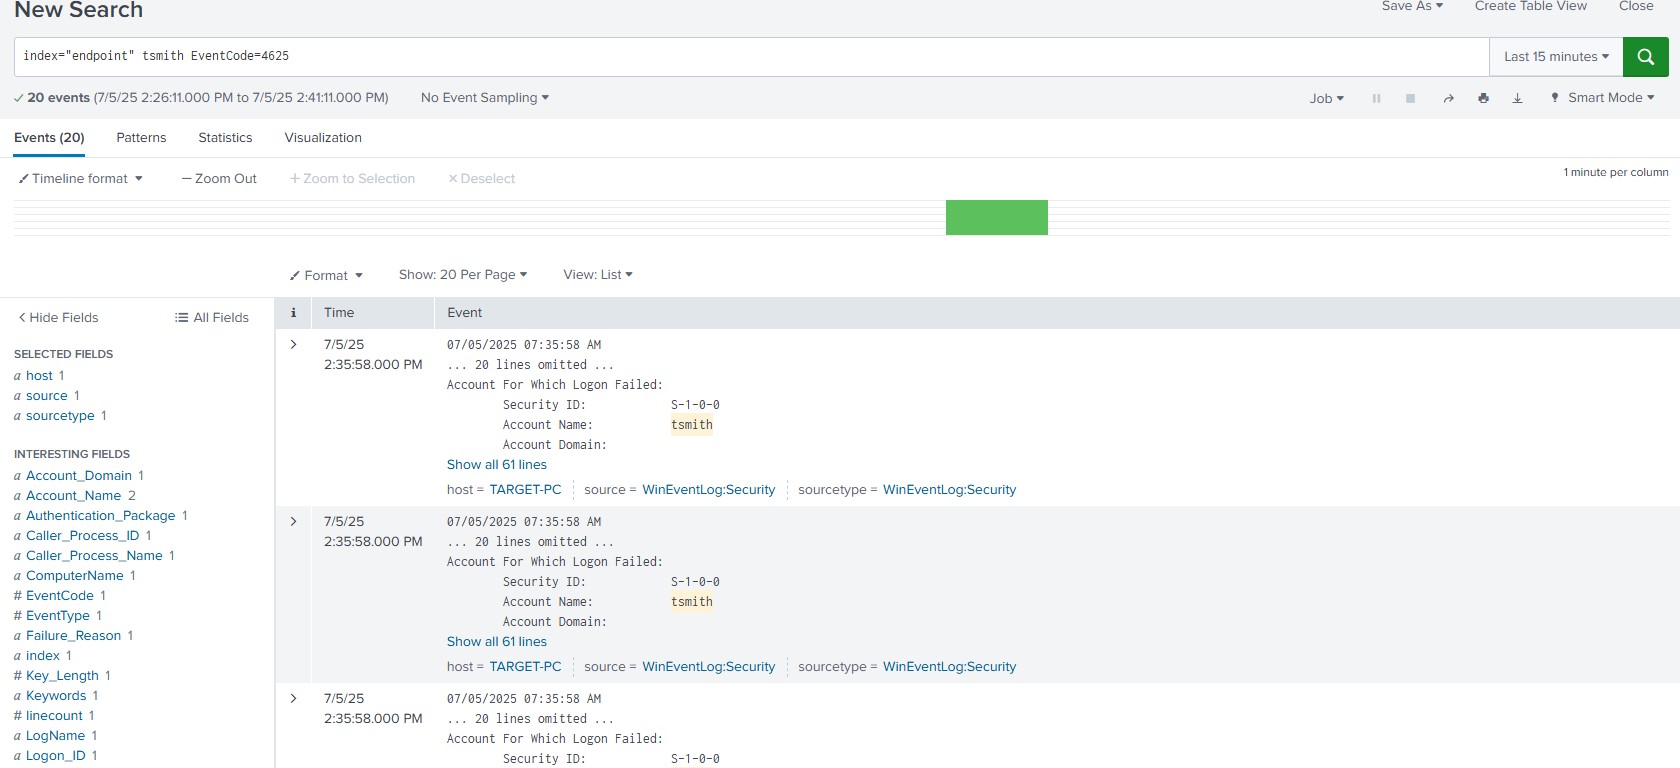 New Search
Save As Create Table View Close
index="endpoint" tsmith EventCode=4625
Last 15 minutes
20 events (7/5/25 2:26:11.000 PM to 7/5/25 2:41:11.000 PM) No Event Sampling
Job Smart Mode
Events (20) Patterns Statistics Visualization
Timeline format — Zoom Out + Zoom to Selection × Deselect
1 minute per column
Format Show: 20 Per Page View: List
< Hide Fields All Fields
SELECTED FIELDS
a host 1
a source 1
a sourcetype 1
INTERESTING FIELDS
a Account_Domain 1
a Account_Name 2
a Authentication_Package 1
a Caller_Process_ID 1
a Caller_Process_Name 1
a ComputerName 1
# EventCode 1
# EventType 1
a Failure_Reason 1
a index 1
# Key_Length 1
a Keywords 1
# linecount 1
a LogName 1
a Logon_ID 1
i Time Event
> 7/5/25 07/05/2025 07:35:58 AM
2:35:58.000 PM ... 20 lines omitted ...
Account For Which Logon Failed:
Security ID: S-1-0-0
Account Name: tsmith
Account Domain:
Show all 61 lines
host = TARGET-PC source = WinEventLog:Security sourcetype = WinEventLog:Security
> 7/5/25 07/05/2025 07:35:58 AM
2:35:58.000 PM ... 20 lines omitted ...
Account For Which Logon Failed:
Security ID: S-1-0-0
Account Name: tsmith
Account Domain:
Show all 61 lines
host = TARGET-PC source = WinEventLog:Security sourcetype = WinEventLog:Security
> 7/5/25 07/05/2025 07:35:58 AM
2:35:58.000 PM ... 20 lines omitted ...
Account For Which Logon Failed:
Security ID: S-1-0-0